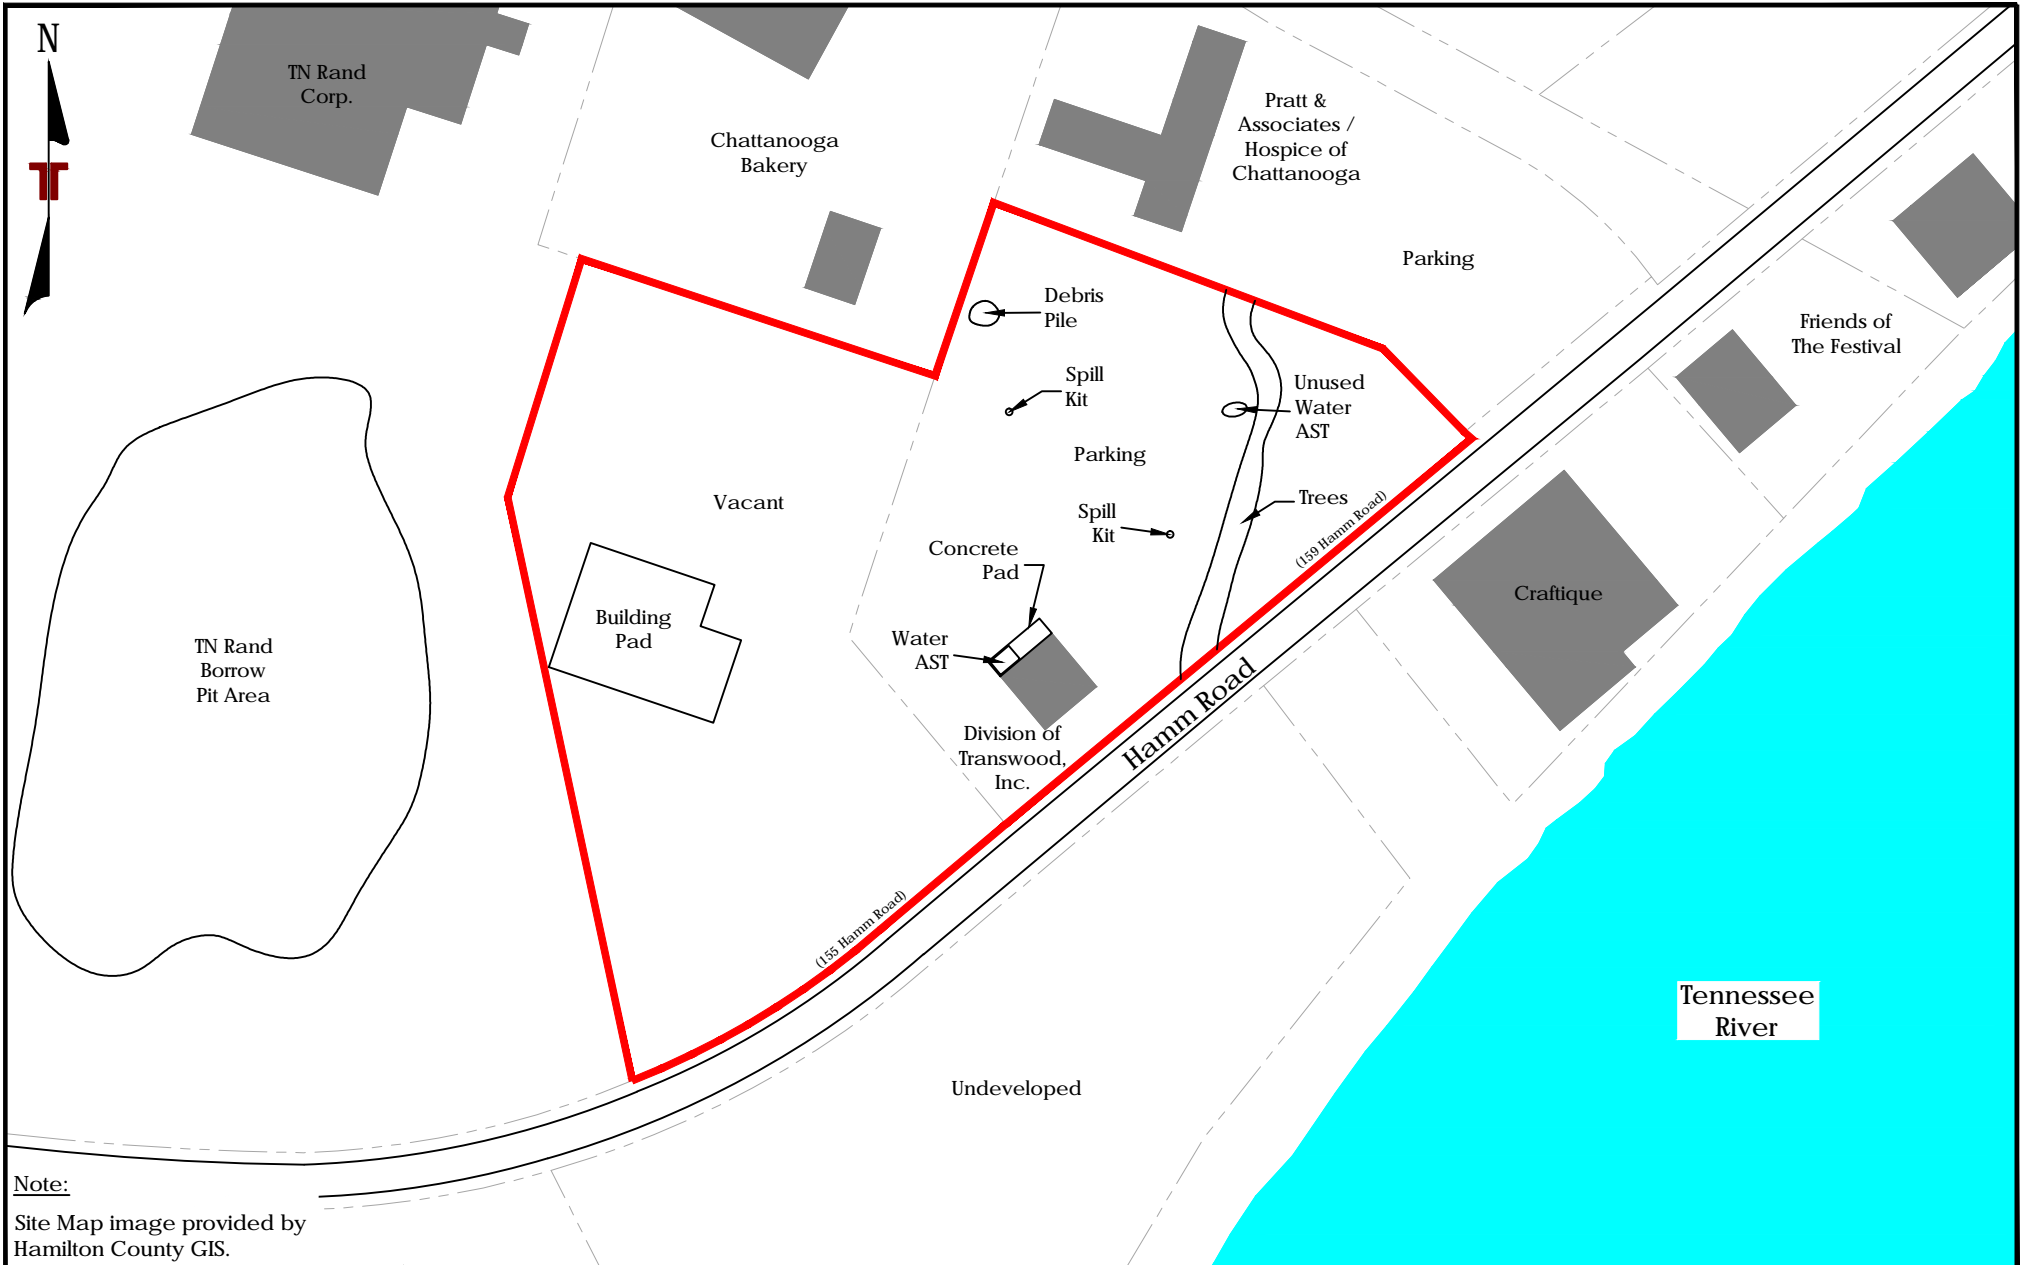 N
TN Rand
Corp.
Chattanooga
Bakery
Pratt &
Associates /
Hospice of
Chattanooga
Parking
Debris
Pile
Friends of
The Festival
Spill
Kit
Unused
Water
AST
Parking
Vacant
Trees
Spill
Kit
(159 Hamm Road)
Concrete
Pad
Craftique
Building
Pad
Water
AST
TN Rand
Borrow
Pit Area
Hamm Road
Division of
Transwood,
Inc.
(155 Hamm Road)
Tennessee
River
Undeveloped
Note:
Site Map image provided by
Hamilton County GIS.